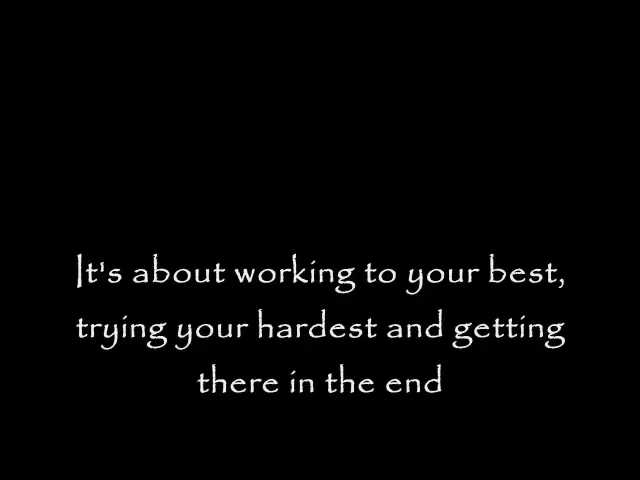 It's about working to your best,
trying your hardest and getting
there in the end